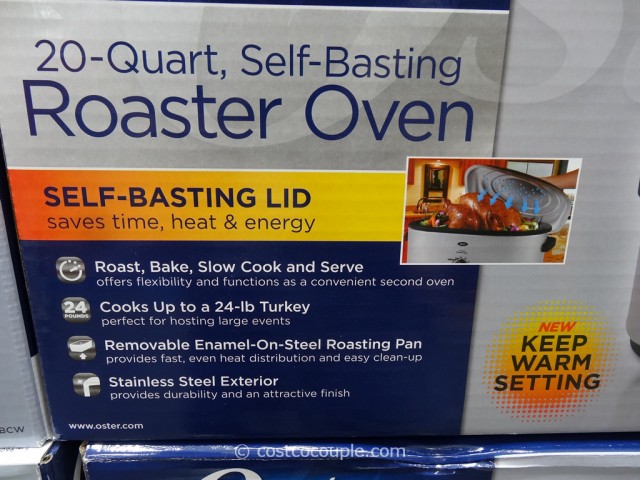 20-Quart, Self-Basting
Roaster Oven
SELF-BASTING LID
saves time, heat & energy
Roast, Bake, Slow Cook and Serve
offers flexibility and functions as a convenient second oven
24
POUNDS
Cooks Up to a 24-lb Turkey
perfect for hosting large events
Removable Enamel-On-Steel Roasting Pan
provides fast, even heat distribution and easy clean-up
Stainless Steel Exterior
provides durability and an attractive finish
NEW
KEEP
WARM
SETTING
www.oster.com
© costcocouple.com